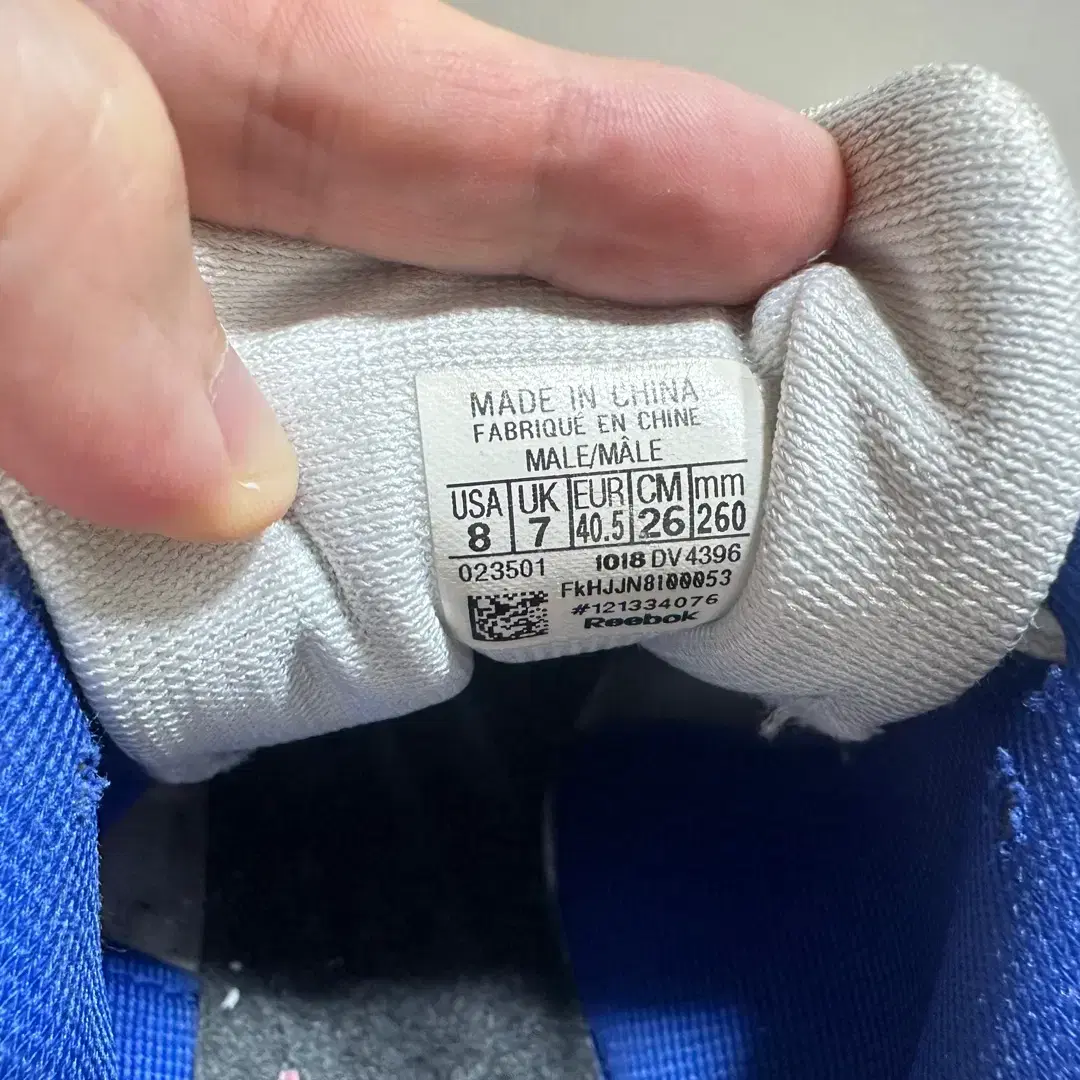 MADE IN CHINA
FABRIQUÉ EN CHINE
MALE/MÂLE
USA UK EUR CM mm
8 7 40.5 26 260
023501 1018 DV4396
FkHJJN8100053
#121334076
Reebok